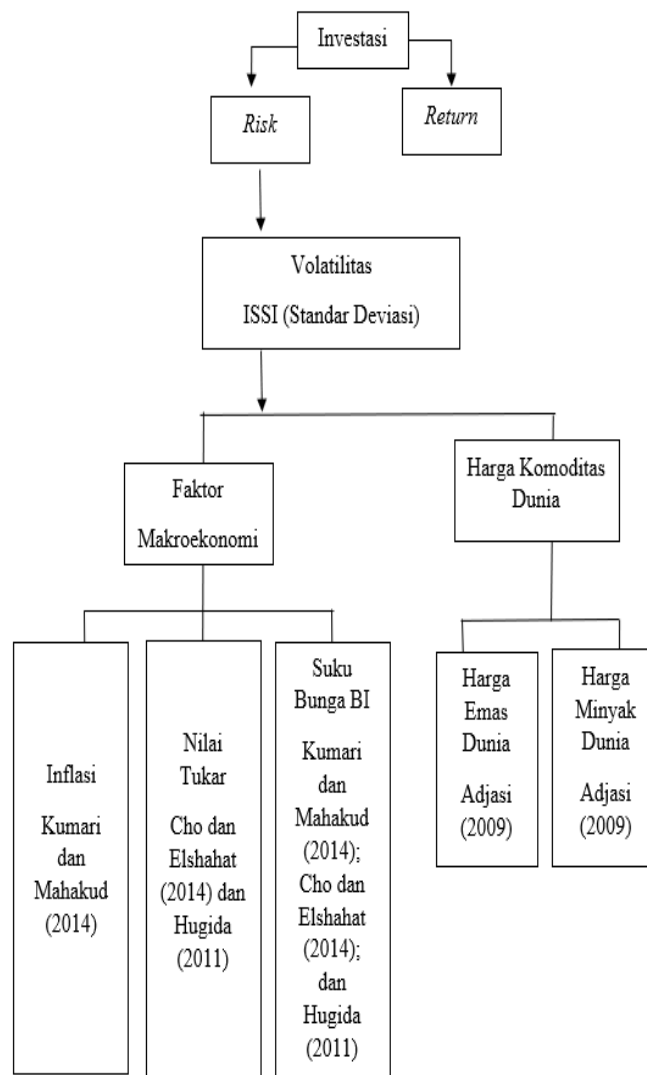 Investasi
Risk
Return
Volatilitas
ISSI (Standar Deviasi)
Faktor
Makroekonomi
Harga Komoditas
Dunia
Inflasi
Kumari
dan
Mahakud
(2014)
Nilai
Tukar
Cho dan
Elshahat
(2014) dan
Hugida
(2011)
Suku
Bunga BI
Kumari
dan
Mahakud
(2014);
Cho dan
Elshahat
(2014);
dan
Hugida
(2011)
Harga
Emas
Dunia
Adjasi
(2009)
Harga
Minyak
Dunia
Adjasi
(2009)